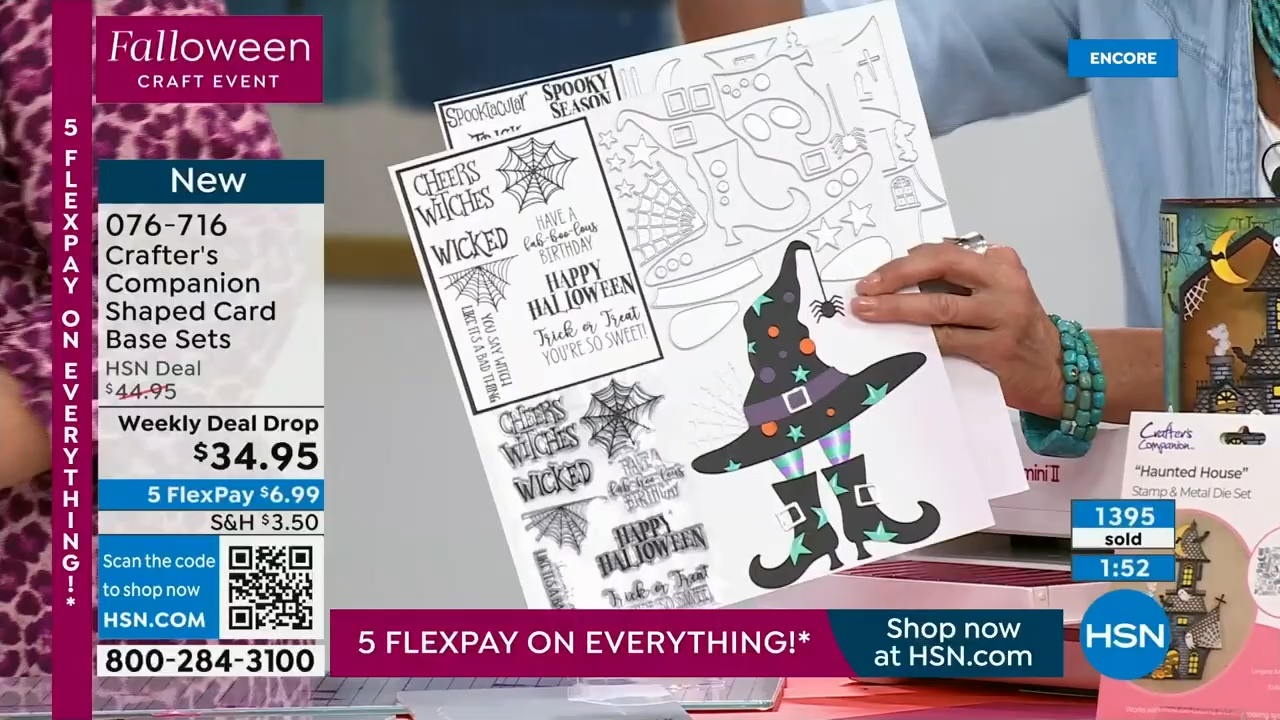 Falloween
CRAFT EVENT
5 FLEXPAY ON EVERYTHING!*
New
076-716
Crafter's
Companion
Shaped Card
Base Sets
HSN Deal
$44.95
Weekly Deal Drop
$34.95
5 FlexPay $6.99
S&H $3.50
Scan the code
to shop now
HSN.COM
800-284-3100
ENCORE
Spooktacular
SPOOKY
SEASON
CHEERS
WITCHES
WICKED
HAVE A
fab-boo-lous
BIRTHDAY
HAPPY
HALLOWEEN
Trick or Treat
YOU'RE SO SWEET!
YOU SAY WITCH
LIKE IT'S A BAD THING
CHEERS
WITCHES
WICKED
HAPPY
HALLOWEEN
Trick or Treat
mini II
Crafter's
Companion
"Haunted House"
Stamp & Metal Die Set
1395
sold
1:52
5 FLEXPAY ON EVERYTHING!*
Shop now
at HSN.com
HSN